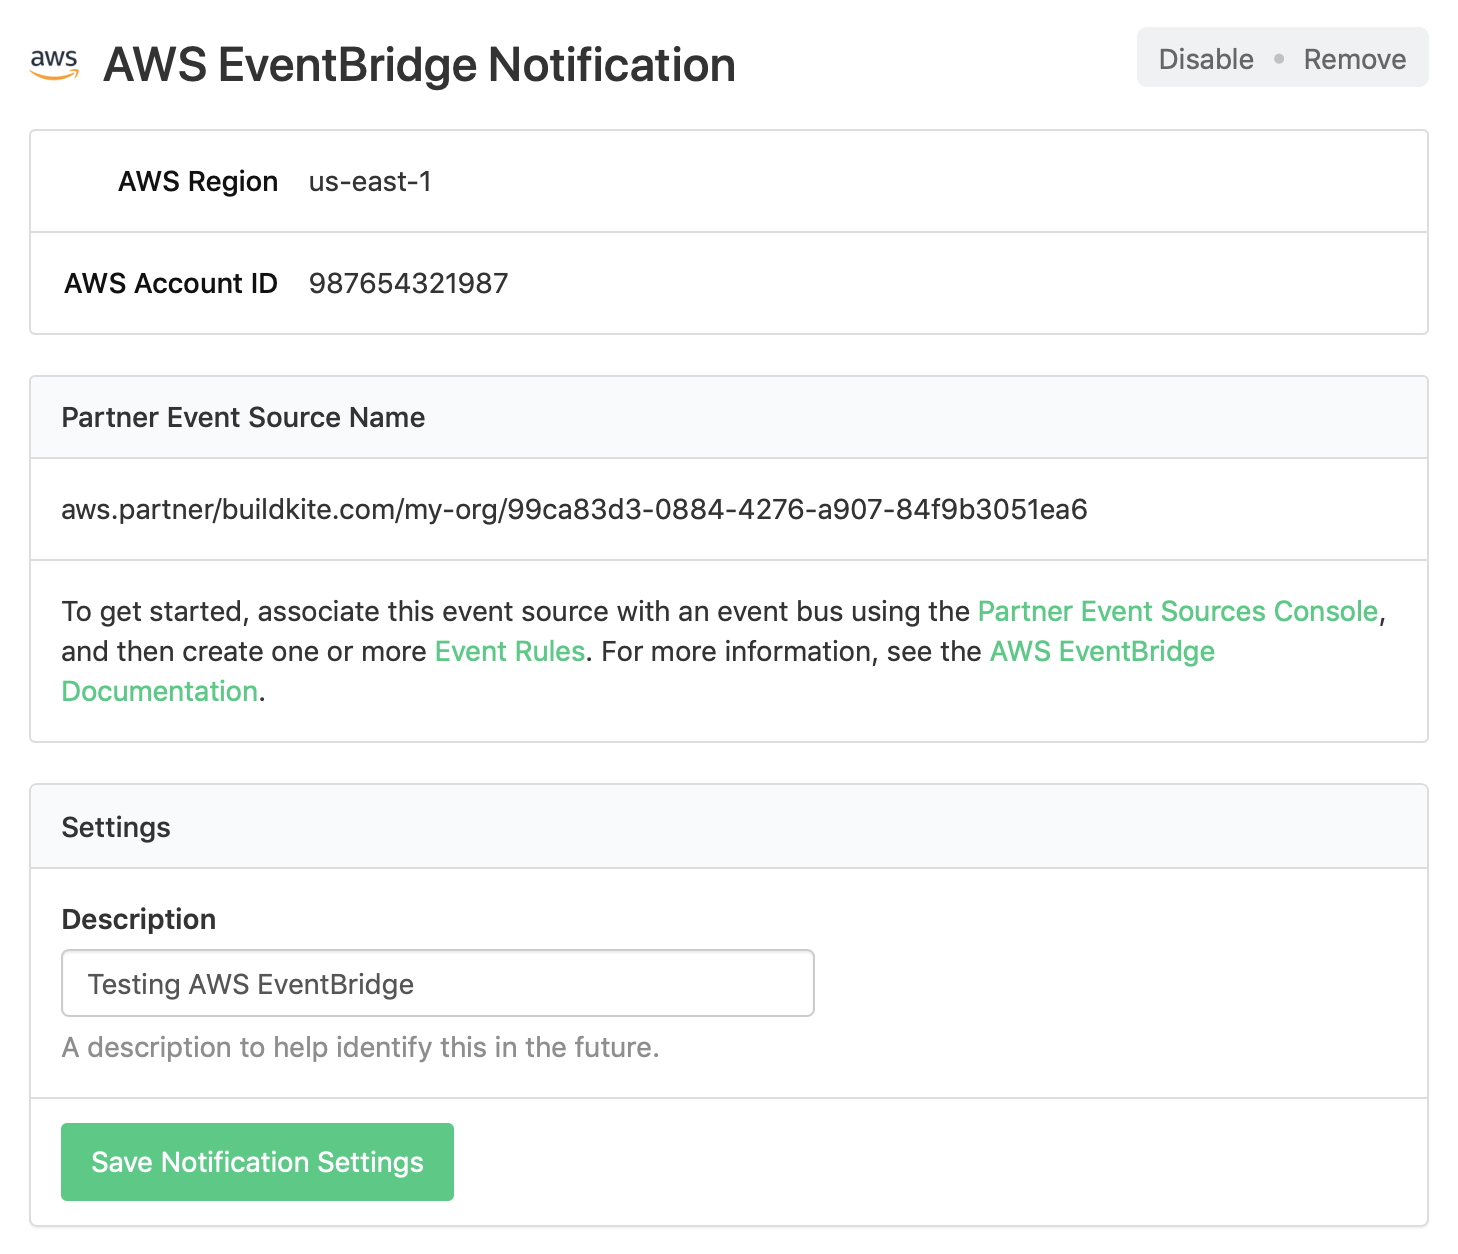 aws AWS EventBridge Notification
Disable • Remove
AWS Region us-east-1
AWS Account ID 987654321987
Partner Event Source Name
aws.partner/buildkite.com/my-org/99ca83d3-0884-4276-a907-84f9b3051ea6
To get started, associate this event source with an event bus using the Partner Event Sources Console,
and then create one or more Event Rules. For more information, see the AWS EventBridge
Documentation.
Settings
Description
Testing AWS EventBridge
A description to help identify this in the future.
Save Notification Settings